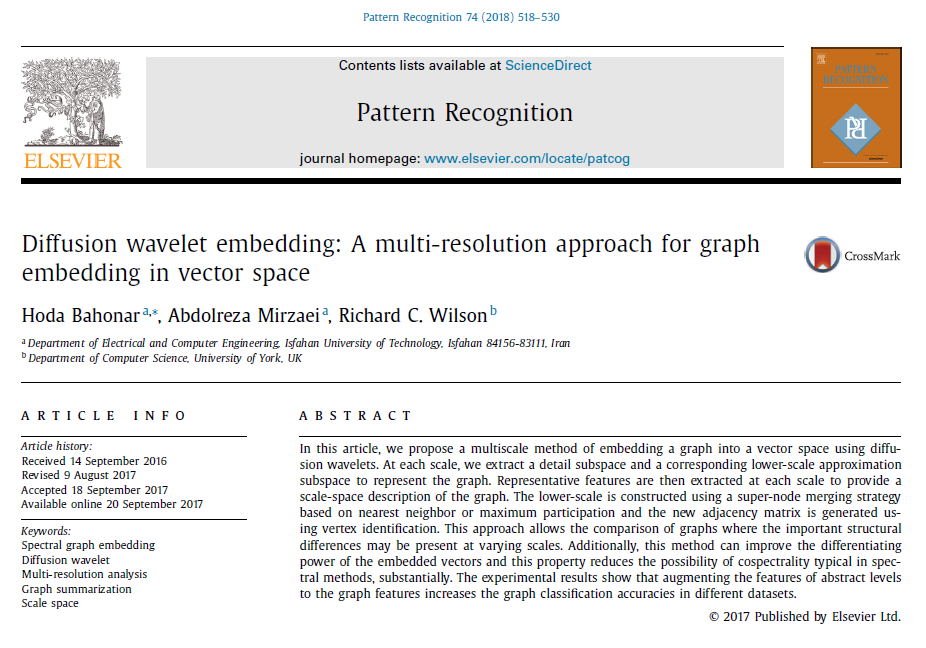 Pattern Recognition 74 (2018) 518–530
Contents lists available at ScienceDirect
Pattern Recognition
journal homepage: www.elsevier.com/locate/patcog
ELSEVIER
PATTERN
RECOGNITION
Diffusion wavelet embedding: A multi-resolution approach for graph
embedding in vector space
CrossMark
Hoda Bahonar a,*, Abdolreza Mirzaei a, Richard C. Wilson b
a Department of Electrical and Computer Engineering, Isfahan University of Technology, Isfahan 84156-83111, Iran
b Department of Computer Science, University of York, UK
ARTICLE INFO
Article history:
Received 14 September 2016
Revised 9 August 2017
Accepted 18 September 2017
Available online 20 September 2017
Keywords:
Spectral graph embedding
Diffusion wavelet
Multi-resolution analysis
Graph summarization
Scale space
ABSTRACT
In this article, we propose a multiscale method of embedding a graph into a vector space using diffu-
sion wavelets. At each scale, we extract a detail subspace and a corresponding lower-scale approximation
subspace to represent the graph. Representative features are then extracted at each scale to provide a
scale-space description of the graph. The lower-scale is constructed using a super-node merging strategy
based on nearest neighbor or maximum participation and the new adjacency matrix is generated us-
ing vertex identification. This approach allows the comparison of graphs where the important structural
differences may be present at varying scales. Additionally, this method can improve the differentiating
power of the embedded vectors and this property reduces the possibility of cospectrality typical in spec-
tral methods, substantially. The experimental results show that augmenting the features of abstract levels
to the graph features increases the graph classification accuracies in different datasets.
© 2017 Published by Elsevier Ltd.